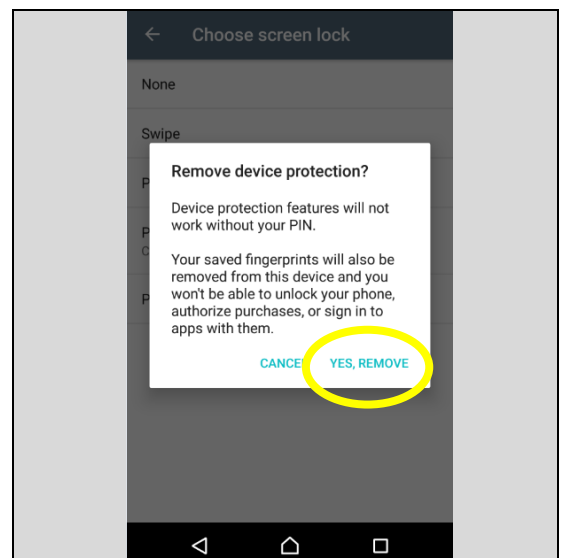 Choose screen lock
None
Swipe
Remove device protection?
P
Device protection features will not
work without your PIN.
P
C
Your saved fingerprints will also be
removed from this device and you
won't be able to unlock your phone,
P
authorize purchases, or sign in to
apps with them.
CANCEL YES, REMOVE